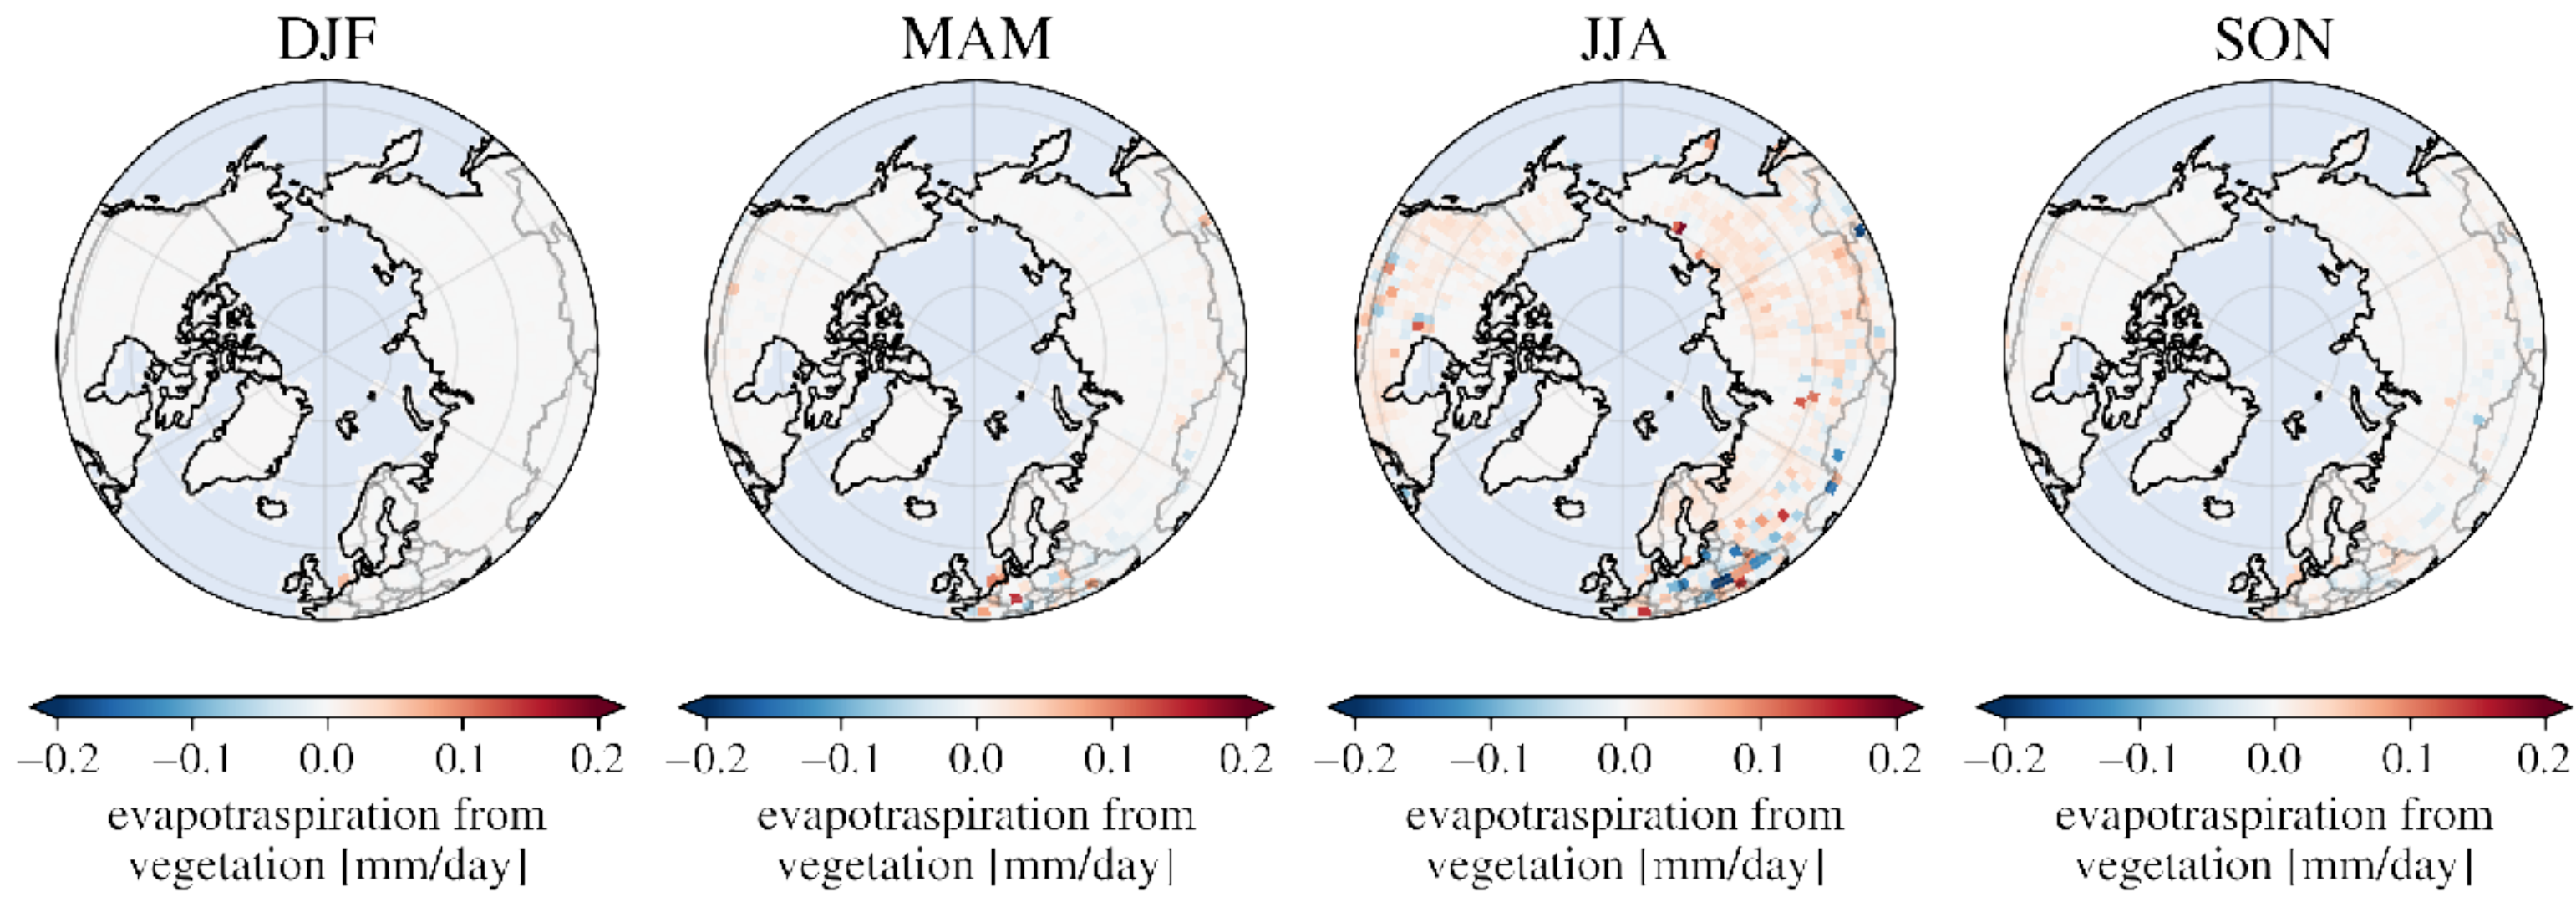 DJF MAM JJA SON
−0.2 −0.1 0.0 0.1 0.2 −0.2 −0.1 0.0 0.1 0.2 −0.2 −0.1 0.0 0.1 0.2 −0.2 −0.1 0.0 0.1 0.2
evapotraspiration from evapotraspiration from evapotraspiration from evapotraspiration from
vegetation [mm/day] vegetation [mm/day] vegetation [mm/day] vegetation [mm/day]